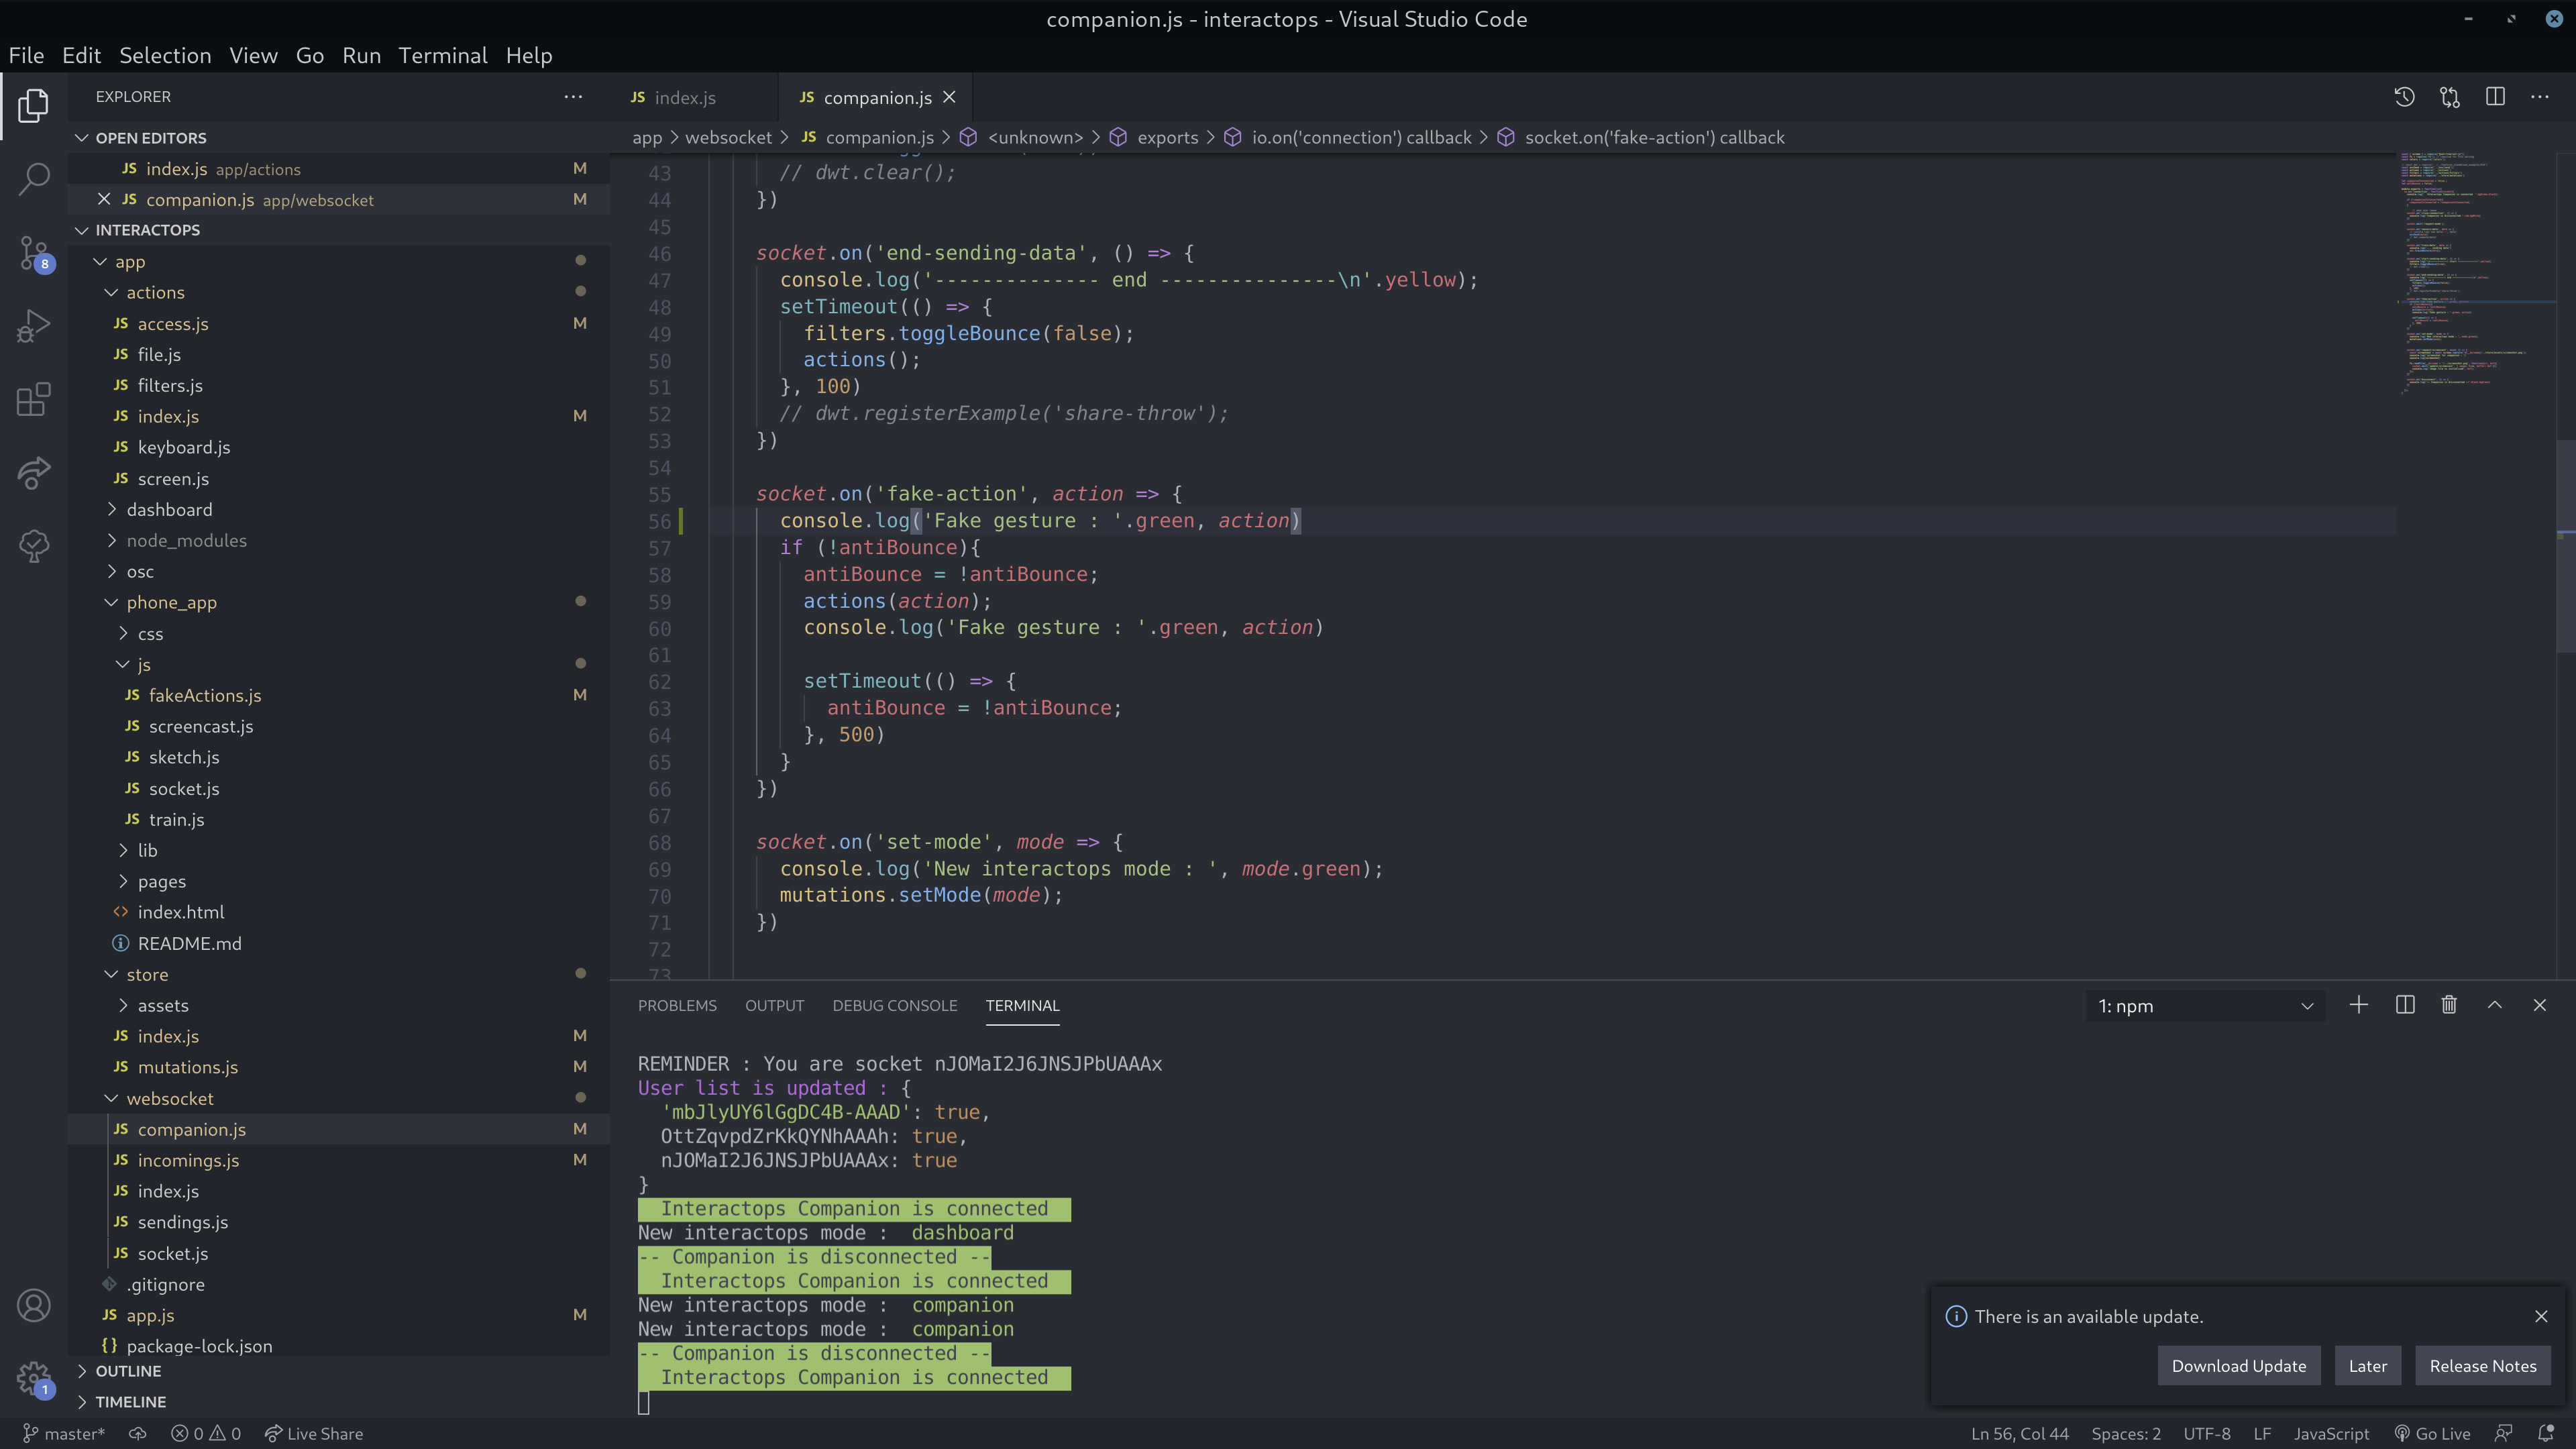 companion.js - interactops - Visual Studio Code
File Edit Selection View Go Run Terminal Help
EXPLORER
OPEN EDITORS
JS index.js app/actions M
JS companion.js app/websocket M
INTERACTOPS
app
actions
JS access.js M
JS file.js
JS filters.js
JS index.js M
JS keyboard.js
JS screen.js
dashboard
node_modules
osc
phone_app
css
js
JS fakeActions.js M
JS screencast.js
JS sketch.js
JS socket.js
JS train.js
lib
pages
<> index.html
README.md
store
assets
JS index.js M
JS mutations.js M
websocket
JS companion.js M
JS incomings.js M
JS index.js
JS sendings.js
JS socket.js
.gitignore
JS app.js M
{} package-lock.json
OUTLINE
TIMELINE
8
1
JS index.js JS companion.js
app > websocket > JS companion.js > <unknown> > exports > io.on('connection') callback > socket.on('fake-action') callback
43 // dwt.clear();
44 })
45
46 socket.on('end-sending-data', () => {
47 console.log('-------------- end ---------------\n'.yellow);
48 setTimeout(() => {
49 filters.toggleBounce(false);
50 actions();
51 }, 100)
52 // dwt.registerExample('share-throw');
53 })
54
55 socket.on('fake-action', action => {
56 console.log('Fake gesture : '.green, action)
57 if (!antiBounce){
58 antiBounce = !antiBounce;
59 actions(action);
60 console.log('Fake gesture : '.green, action)
61
62 setTimeout(() => {
63 antiBounce = !antiBounce;
64 }, 500)
65 }
66 })
67
68 socket.on('set-mode', mode => {
69 console.log('New interactops mode : ', mode.green);
70 mutations.setMode(mode);
71 })
72
73
PROBLEMS OUTPUT DEBUG CONSOLE TERMINAL 1: npm
REMINDER : You are socket nJOMaI2J6JNSJPbUAAAx
User list is updated : {
'mbJlyUY6lGgDC4B-AAAD': true,
OttZqvpdZrKkQYNhAAAh: true,
nJOMaI2J6JNSJPbUAAAx: true
}
Interactops Companion is connected
New interactops mode : dashboard
-- Companion is disconnected --
Interactops Companion is connected
New interactops mode : companion
New interactops mode : companion
-- Companion is disconnected --
Interactops Companion is connected
There is an available update.
Download Update Later Release Notes
master* 0 0 Live Share Ln 56, Col 44 Spaces: 2 UTF-8 LF JavaScript Go Live